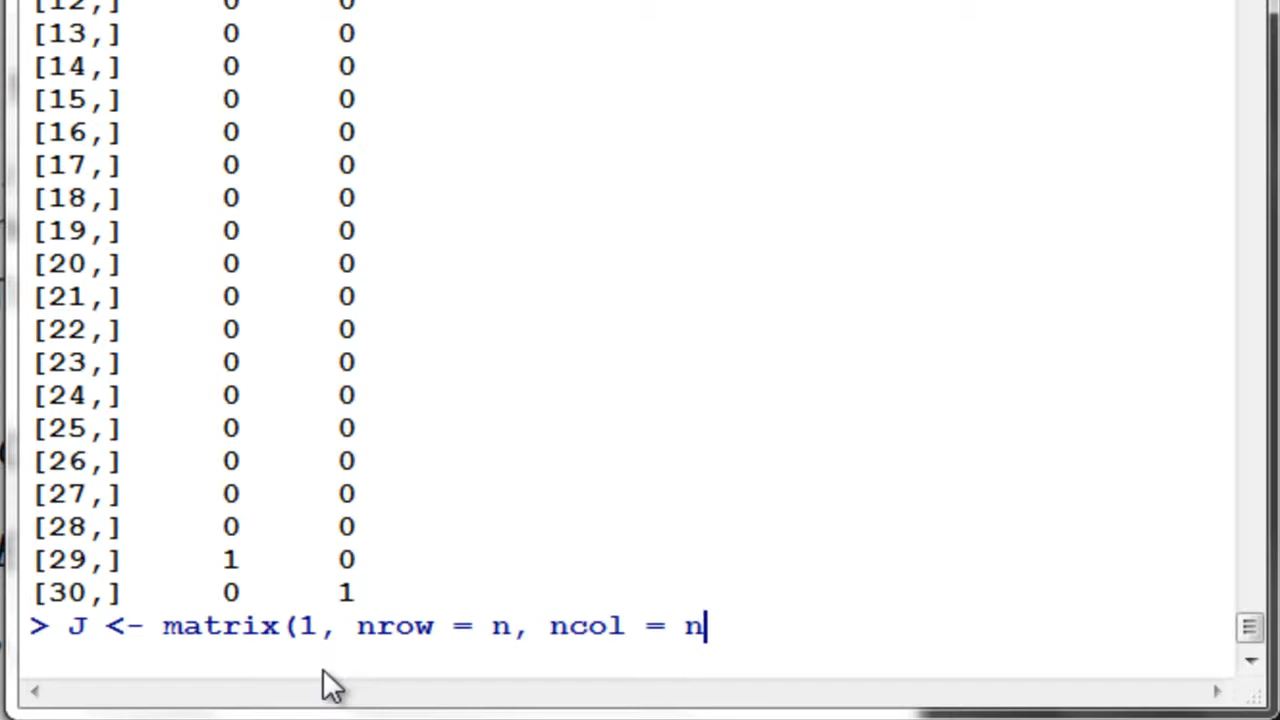 [12,] 0 0
[13,] 0 0
[14,] 0 0
[15,] 0 0
[16,] 0 0
[17,] 0 0
[18,] 0 0
[19,] 0 0
[20,] 0 0
[21,] 0 0
[22,] 0 0
[23,] 0 0
[24,] 0 0
[25,] 0 0
[26,] 0 0
[27,] 0 0
[28,] 0 0
[29,] 1 0
[30,] 0 1
> J <- matrix(1, nrow = n, ncol = n